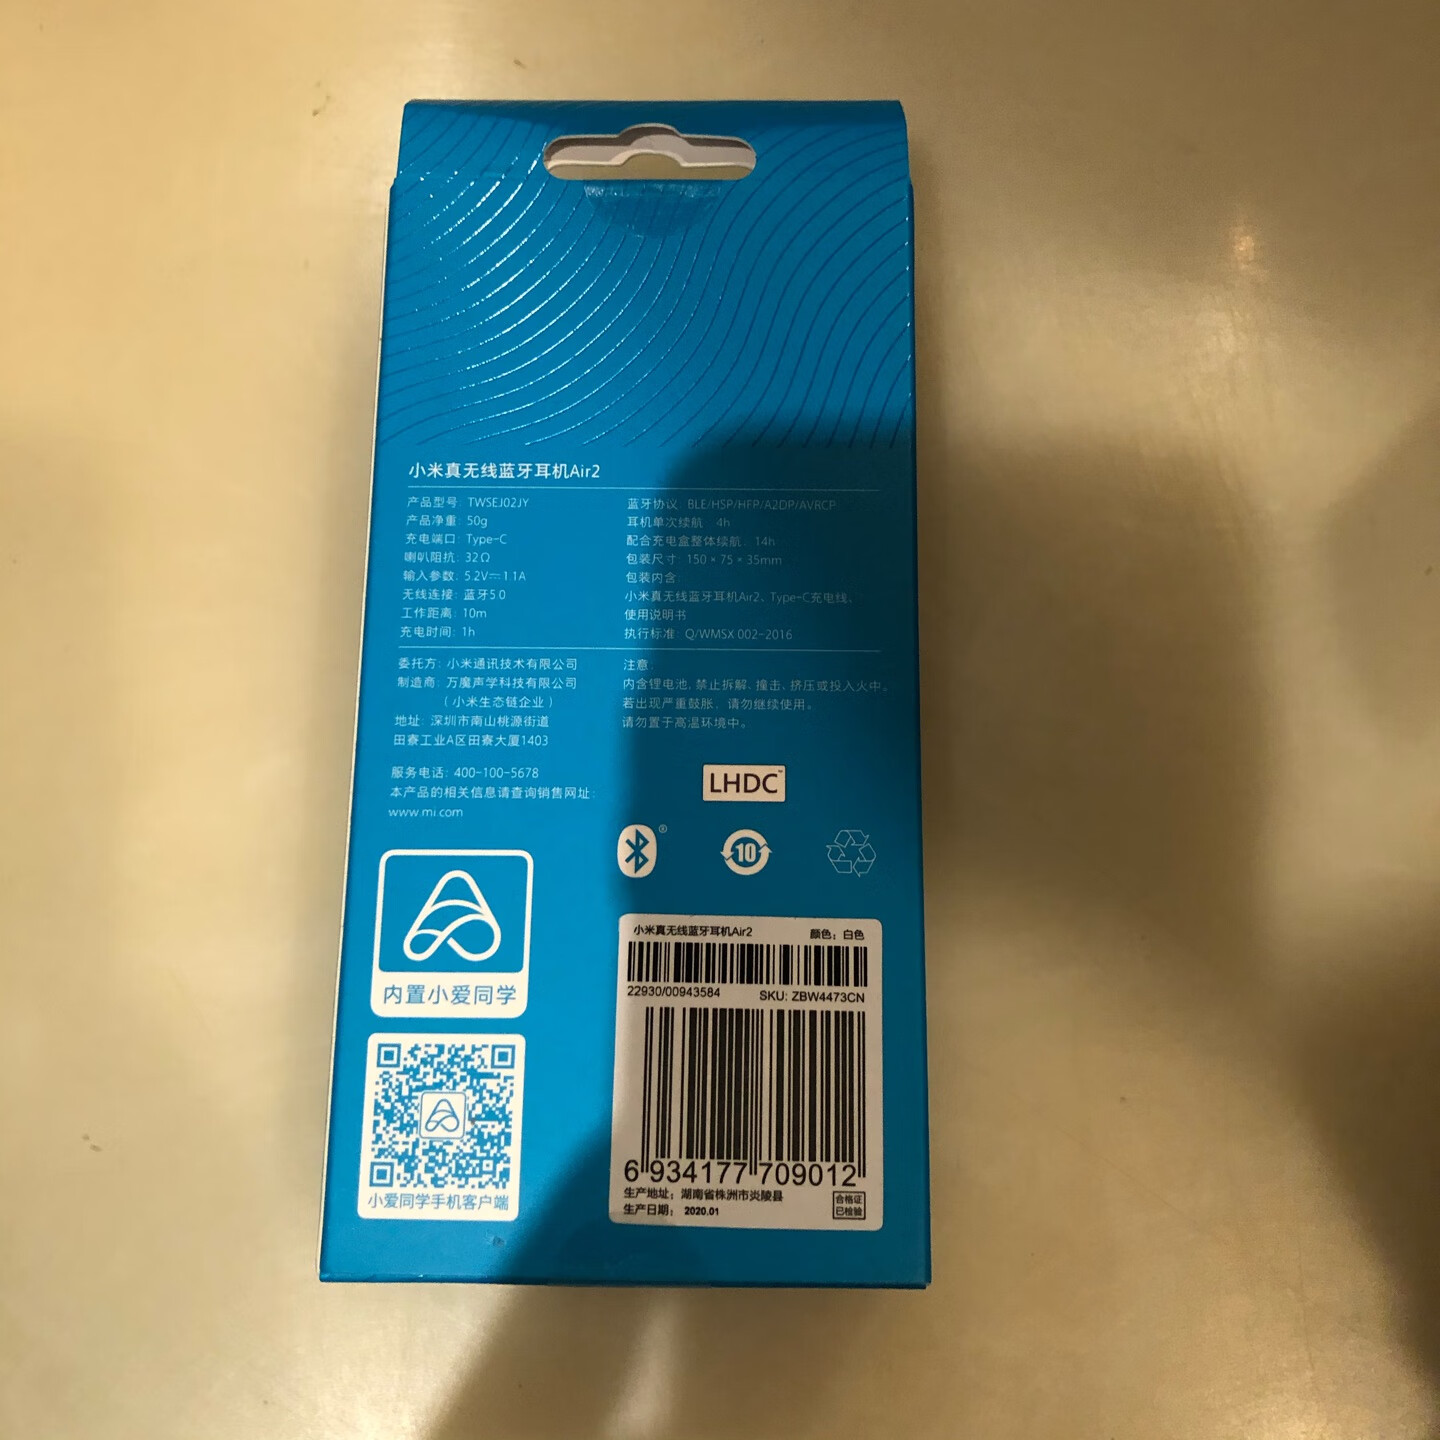 小米真无线蓝牙耳机Air2
产品型号: TWSEJ02JY
产品净重: 50g
充电端口: Type-C
喇叭阻抗: 32Ω
输入参数: 5.2V⎓1.1A
无线连接: 蓝牙5.0
工作距离: 10m
充电时间: 1h
蓝牙协议: BLE/HSP/HFP/A2DP/AVRCP
耳机单次续航: 4h
配合充电盒整体续航: 14h
包装尺寸: 150×75×35mm
包装内含:
小米真无线蓝牙耳机Air2、Type-C充电线、
使用说明书
执行标准: Q/WMSX 002-2016
委托方: 小米通讯技术有限公司
制造商: 万魔声学科技有限公司
(小米生态链企业)
地址: 深圳市南山桃源街道
田寮工业A区田寮大厦1403
服务电话: 400-100-5678
本产品的相关信息请查询销售网址:
www.mi.com
注意:
内含锂电池, 禁止拆解、撞击、挤压或投入火中。
若出现严重鼓胀, 请勿继续使用。
请勿置于高温环境中。
LHDC™
®
10
内置小爱同学
小爱同学手机客户端
小米真无线蓝牙耳机Air2 颜色: 白色
22930/00943584 SKU: ZBW4473CN
6 934177 709012
生产地址: 湖南省株洲市炎陵县
生产日期: 2020.01
合格证
已检验